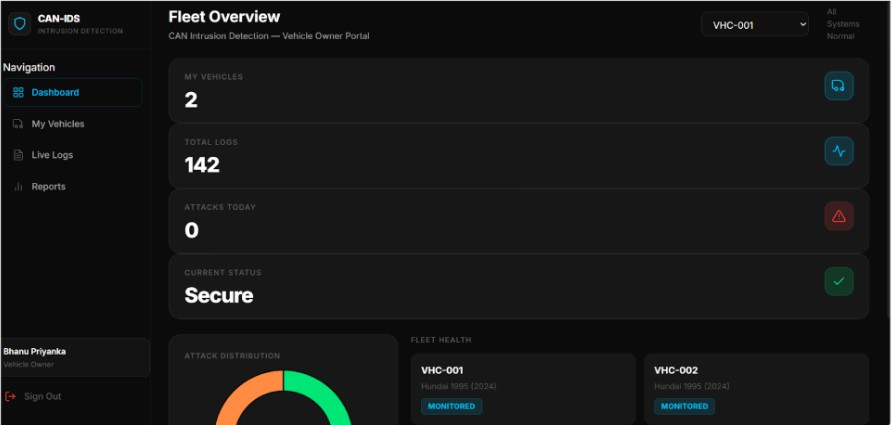 CAN-IDS
INTRUSION DETECTION
Navigation
Dashboard
My Vehicles
Live Logs
Reports
Bhanu Priyanka
Vehicle Owner
Sign Out
Fleet Overview
CAN Intrusion Detection — Vehicle Owner Portal
VHC-001
All
Systems
Normal
MY VEHICLES
2
TOTAL LOGS
142
ATTACKS TODAY
0
CURRENT STATUS
Secure
ATTACK DISTRIBUTION
FLEET HEALTH
VHC-001
Hundai 1995 (2024)
MONITORED
VHC-002
Hundai 1995 (2024)
MONITORED